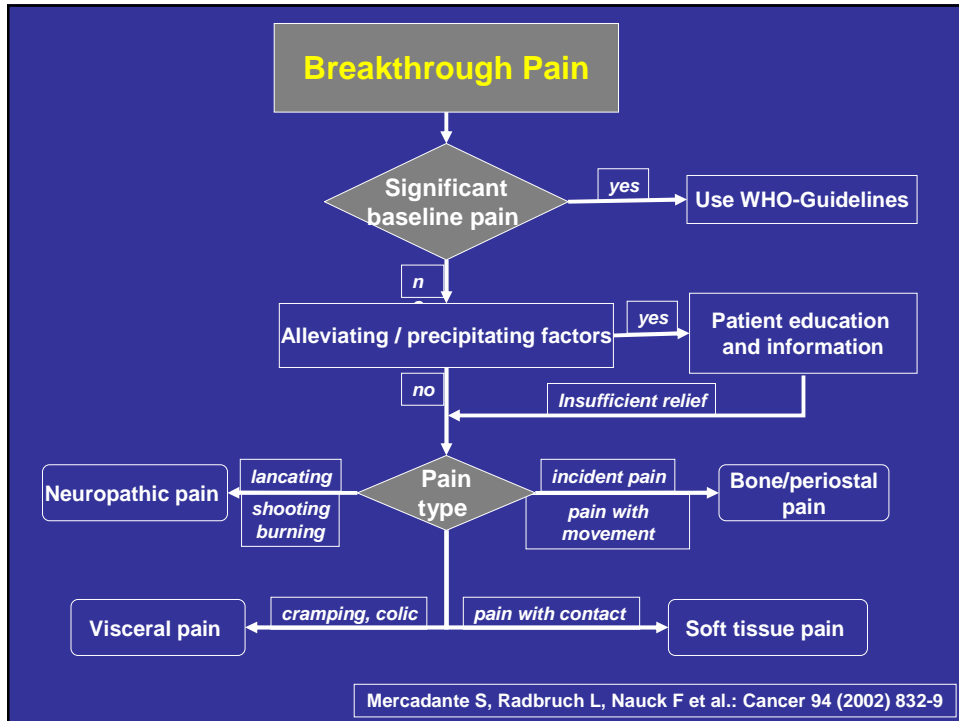 Breakthrough Pain
Significant
baseline pain
yes
Use WHO-Guidelines
n
Alleviating / precipitating factors
yes
Patient education
and information
no
Insufficient relief
Neuropathic pain
lancating
shooting
burning
Pain
type
incident pain
pain with
movement
Bone/periostal
pain
Visceral pain
cramping, colic
pain with contact
Soft tissue pain
Mercadante S, Radbruch L, Nauck F et al.: Cancer 94 (2002) 832-9